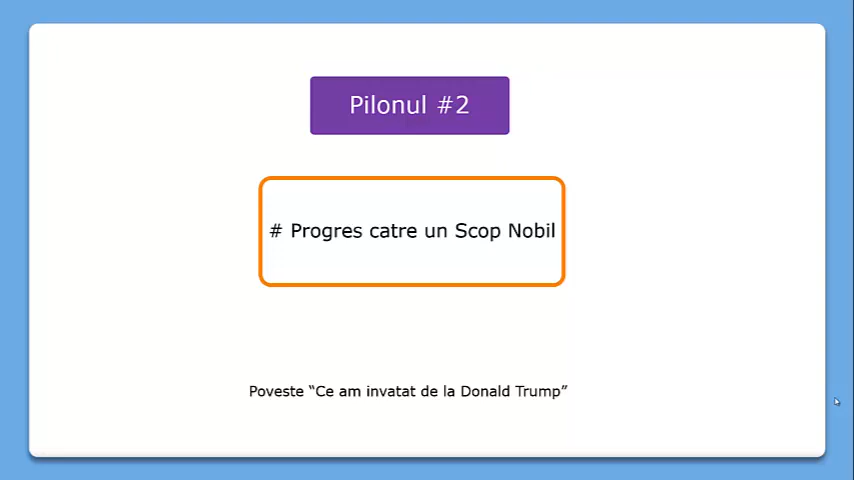 Pilonul #2
# Progres catre un Scop Nobil
Poveste “Ce am invatat de la Donald Trump”